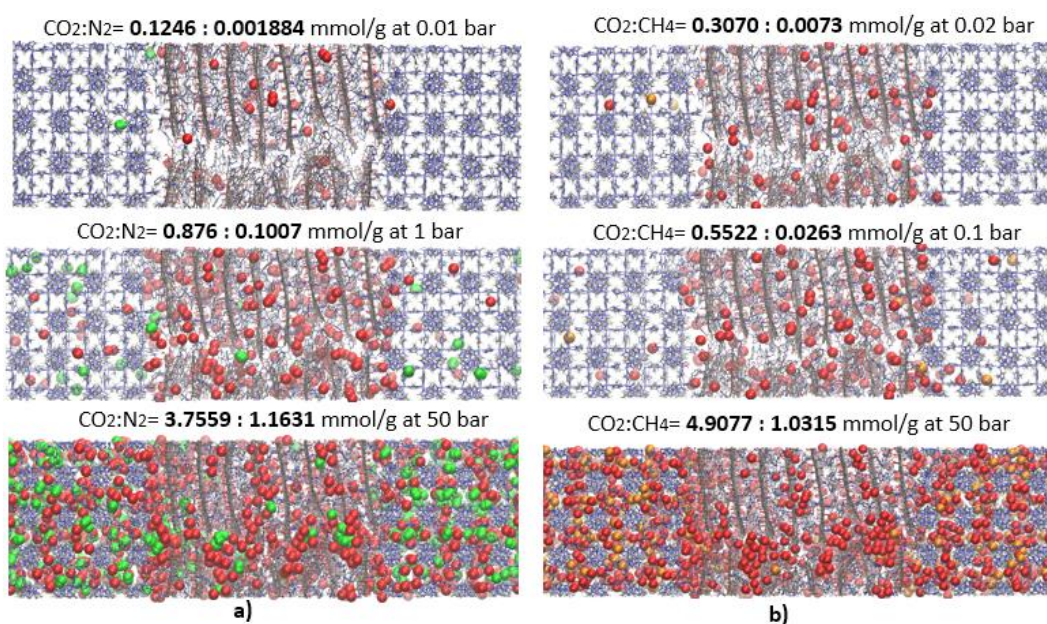 CO2:N2= 0.1246 : 0.001884 mmol/g at 0.01 bar
CO2:CH4= 0.3070 : 0.0073 mmol/g at 0.02 bar
CO2:N2= 0.876 : 0.1007 mmol/g at 1 bar
CO2:CH4= 0.5522 : 0.0263 mmol/g at 0.1 bar
CO2:N2= 3.7559 : 1.1631 mmol/g at 50 bar
CO2:CH4= 4.9077 : 1.0315 mmol/g at 50 bar
a)
b)